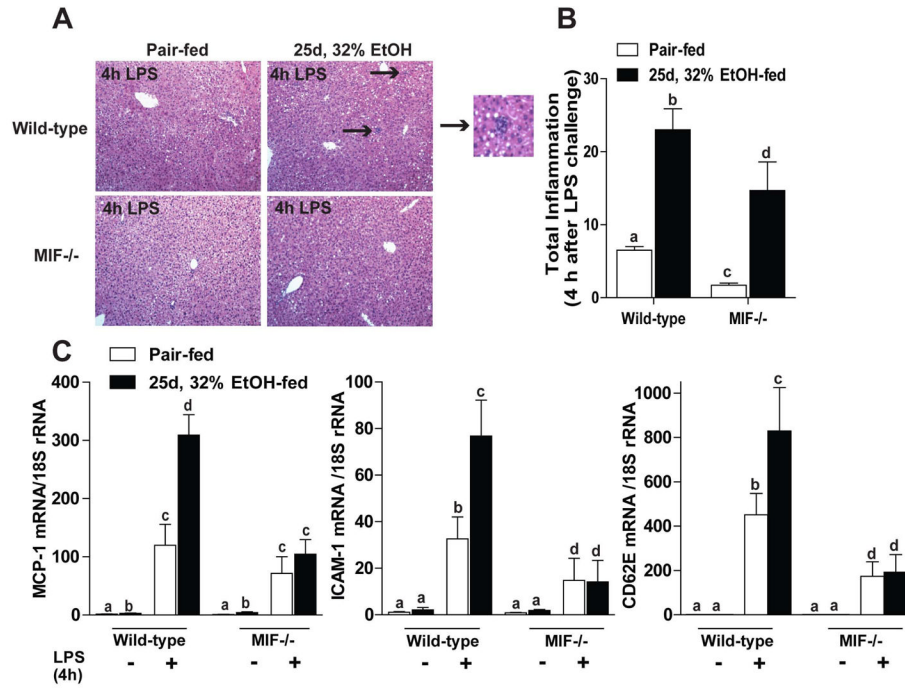 A
Pair-fed
25d, 32% EtOH
Wild-type
4h LPS
4h LPS
MIF-/-
4h LPS
4h LPS
B
Pair-fed
25d, 32% EtOH-fed
Total Inflammation
(4 h after LPS challenge)
30
20
10
0
a
b
c
d
Wild-type
MIF-/-
C
Pair-fed
25d, 32% EtOH-fed
MCP-1 mRNA/18S rRNA
400
300
200
100
0
a
b
c
d
a
b
c
c
Wild-type
MIF-/-
LPS
(4h)
-
+
-
+
ICAM-1 mRNA /18S rRNA
100
80
60
40
20
0
a
a
b
c
a
a
d
d
Wild-type
MIF-/-
-
+
-
+
CD62E mRNA /18S rRNA
1000
800
600
400
200
0
a
a
b
c
a
a
d
d
Wild-type
MIF-/-
-
+
-
+